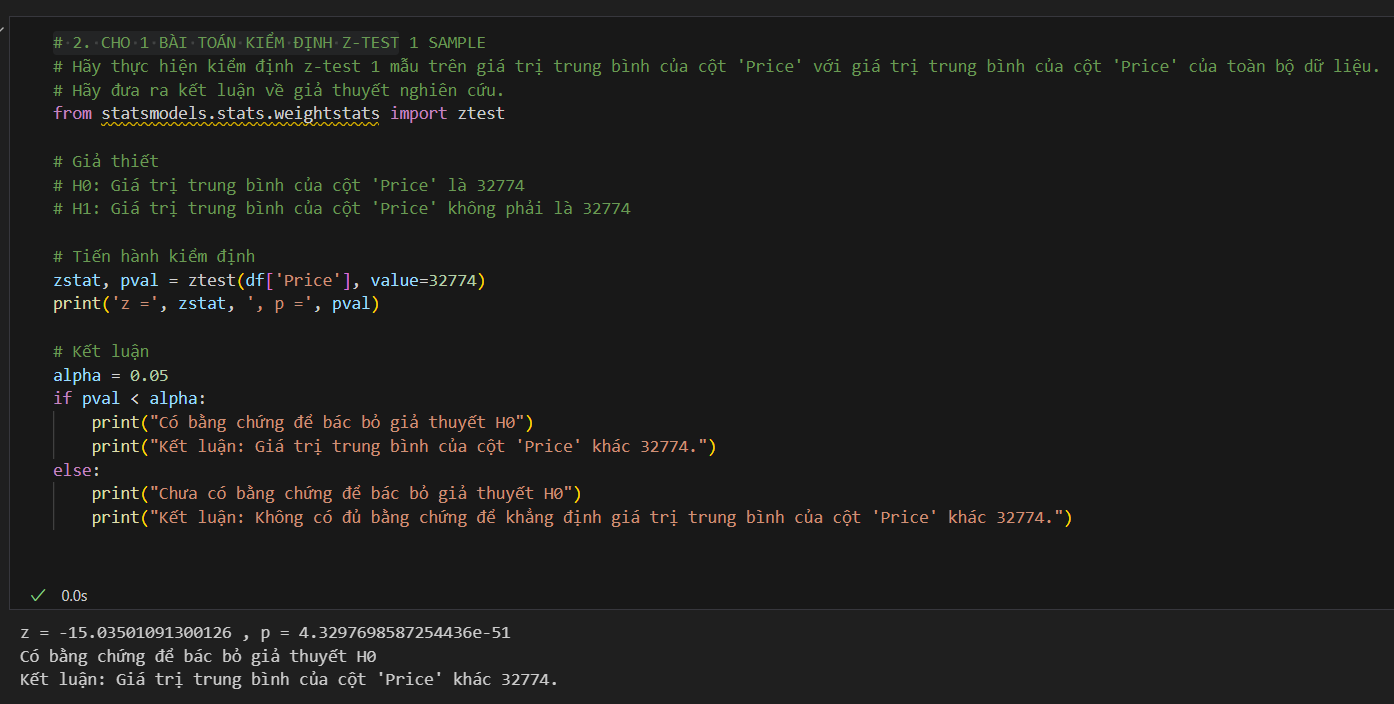 # 2. CHO 1 BÀI TOÁN KIỂM ĐỊNH Z-TEST 1 SAMPLE
# Hãy thực hiện kiểm định z-test 1 mẫu trên giá trị trung bình của cột 'Price' với giá trị trung bình của cột 'Price' của toàn bộ dữ liệu.
# Hãy đưa ra kết luận về giả thuyết nghiên cứu.
from statsmodels.stats.weightstats import ztest
# Giả thiết
# H0: Giá trị trung bình của cột 'Price' là 32774
# H1: Giá trị trung bình của cột 'Price' không phải là 32774
# Tiến hành kiểm định
zstat, pval = ztest(df['Price'], value=32774)
print('z =', zstat, ', p =', pval)
# Kết luận
alpha = 0.05
if pval < alpha:
    print("Có bằng chứng để bác bỏ giả thuyết H0")
    print("Kết luận: Giá trị trung bình của cột 'Price' khác 32774.")
else:
    print("Chưa có bằng chứng để bác bỏ giả thuyết H0")
    print("Kết luận: Không có đủ bằng chứng để khẳng định giá trị trung bình của cột 'Price' khác 32774.")
0.0s
z = -15.03501091300126 , p = 4.3297698587254436e-51
Có bằng chứng để bác bỏ giả thuyết H0
Kết luận: Giá trị trung bình của cột 'Price' khác 32774.